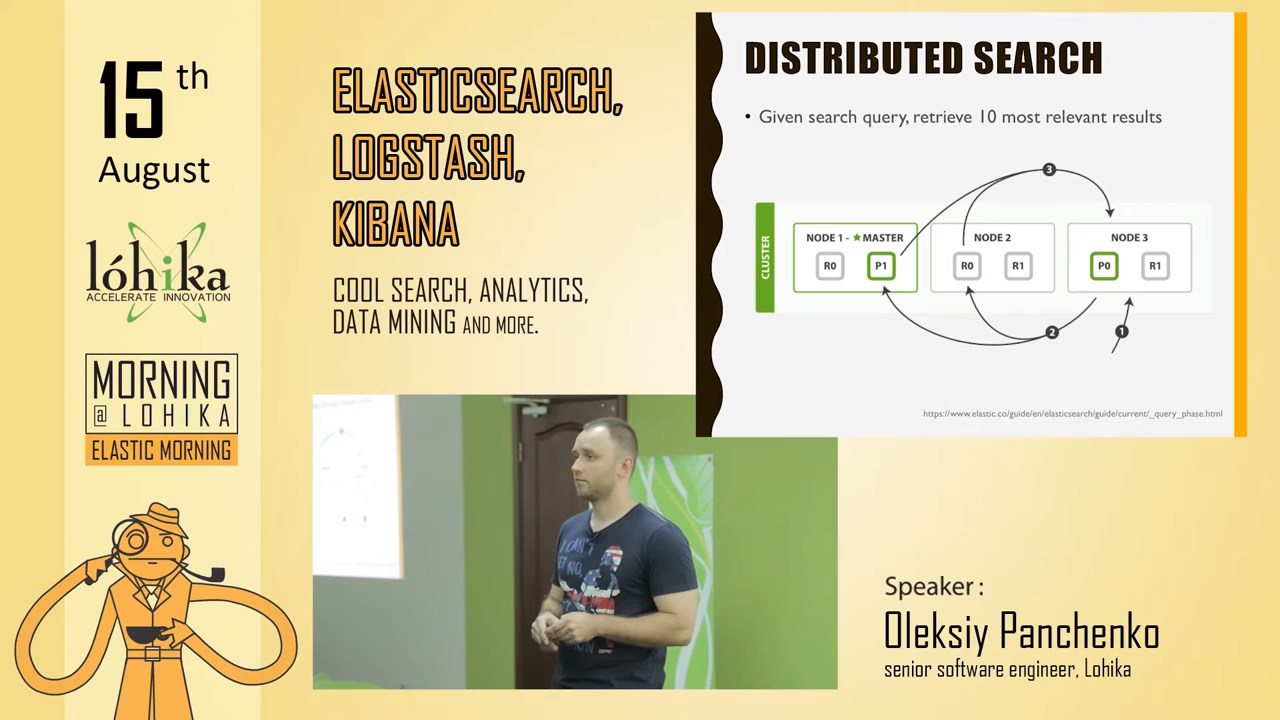 15 th
August
lóhika
ACCELERATE INNOVATION
MORNING
@ LOHIKA
ELASTIC MORNING
ELASTICSEARCH,
LOGSTASH,
KIBANA
COOL SEARCH, ANALYTICS,
DATA MINING AND MORE.
DISTRIBUTED SEARCH
• Given search query, retrieve 10 most relevant results
3
CLUSTER
NODE 1 - ★ MASTER
R0 P1
NODE 2
R0 R1
NODE 3
P0 R1
2
1
https://www.elastic.co/guide/en/elasticsearch/guide/current/_query_phase.html
I CAN'T
Speaker :
Oleksiy Panchenko
senior software engineer, Lohika